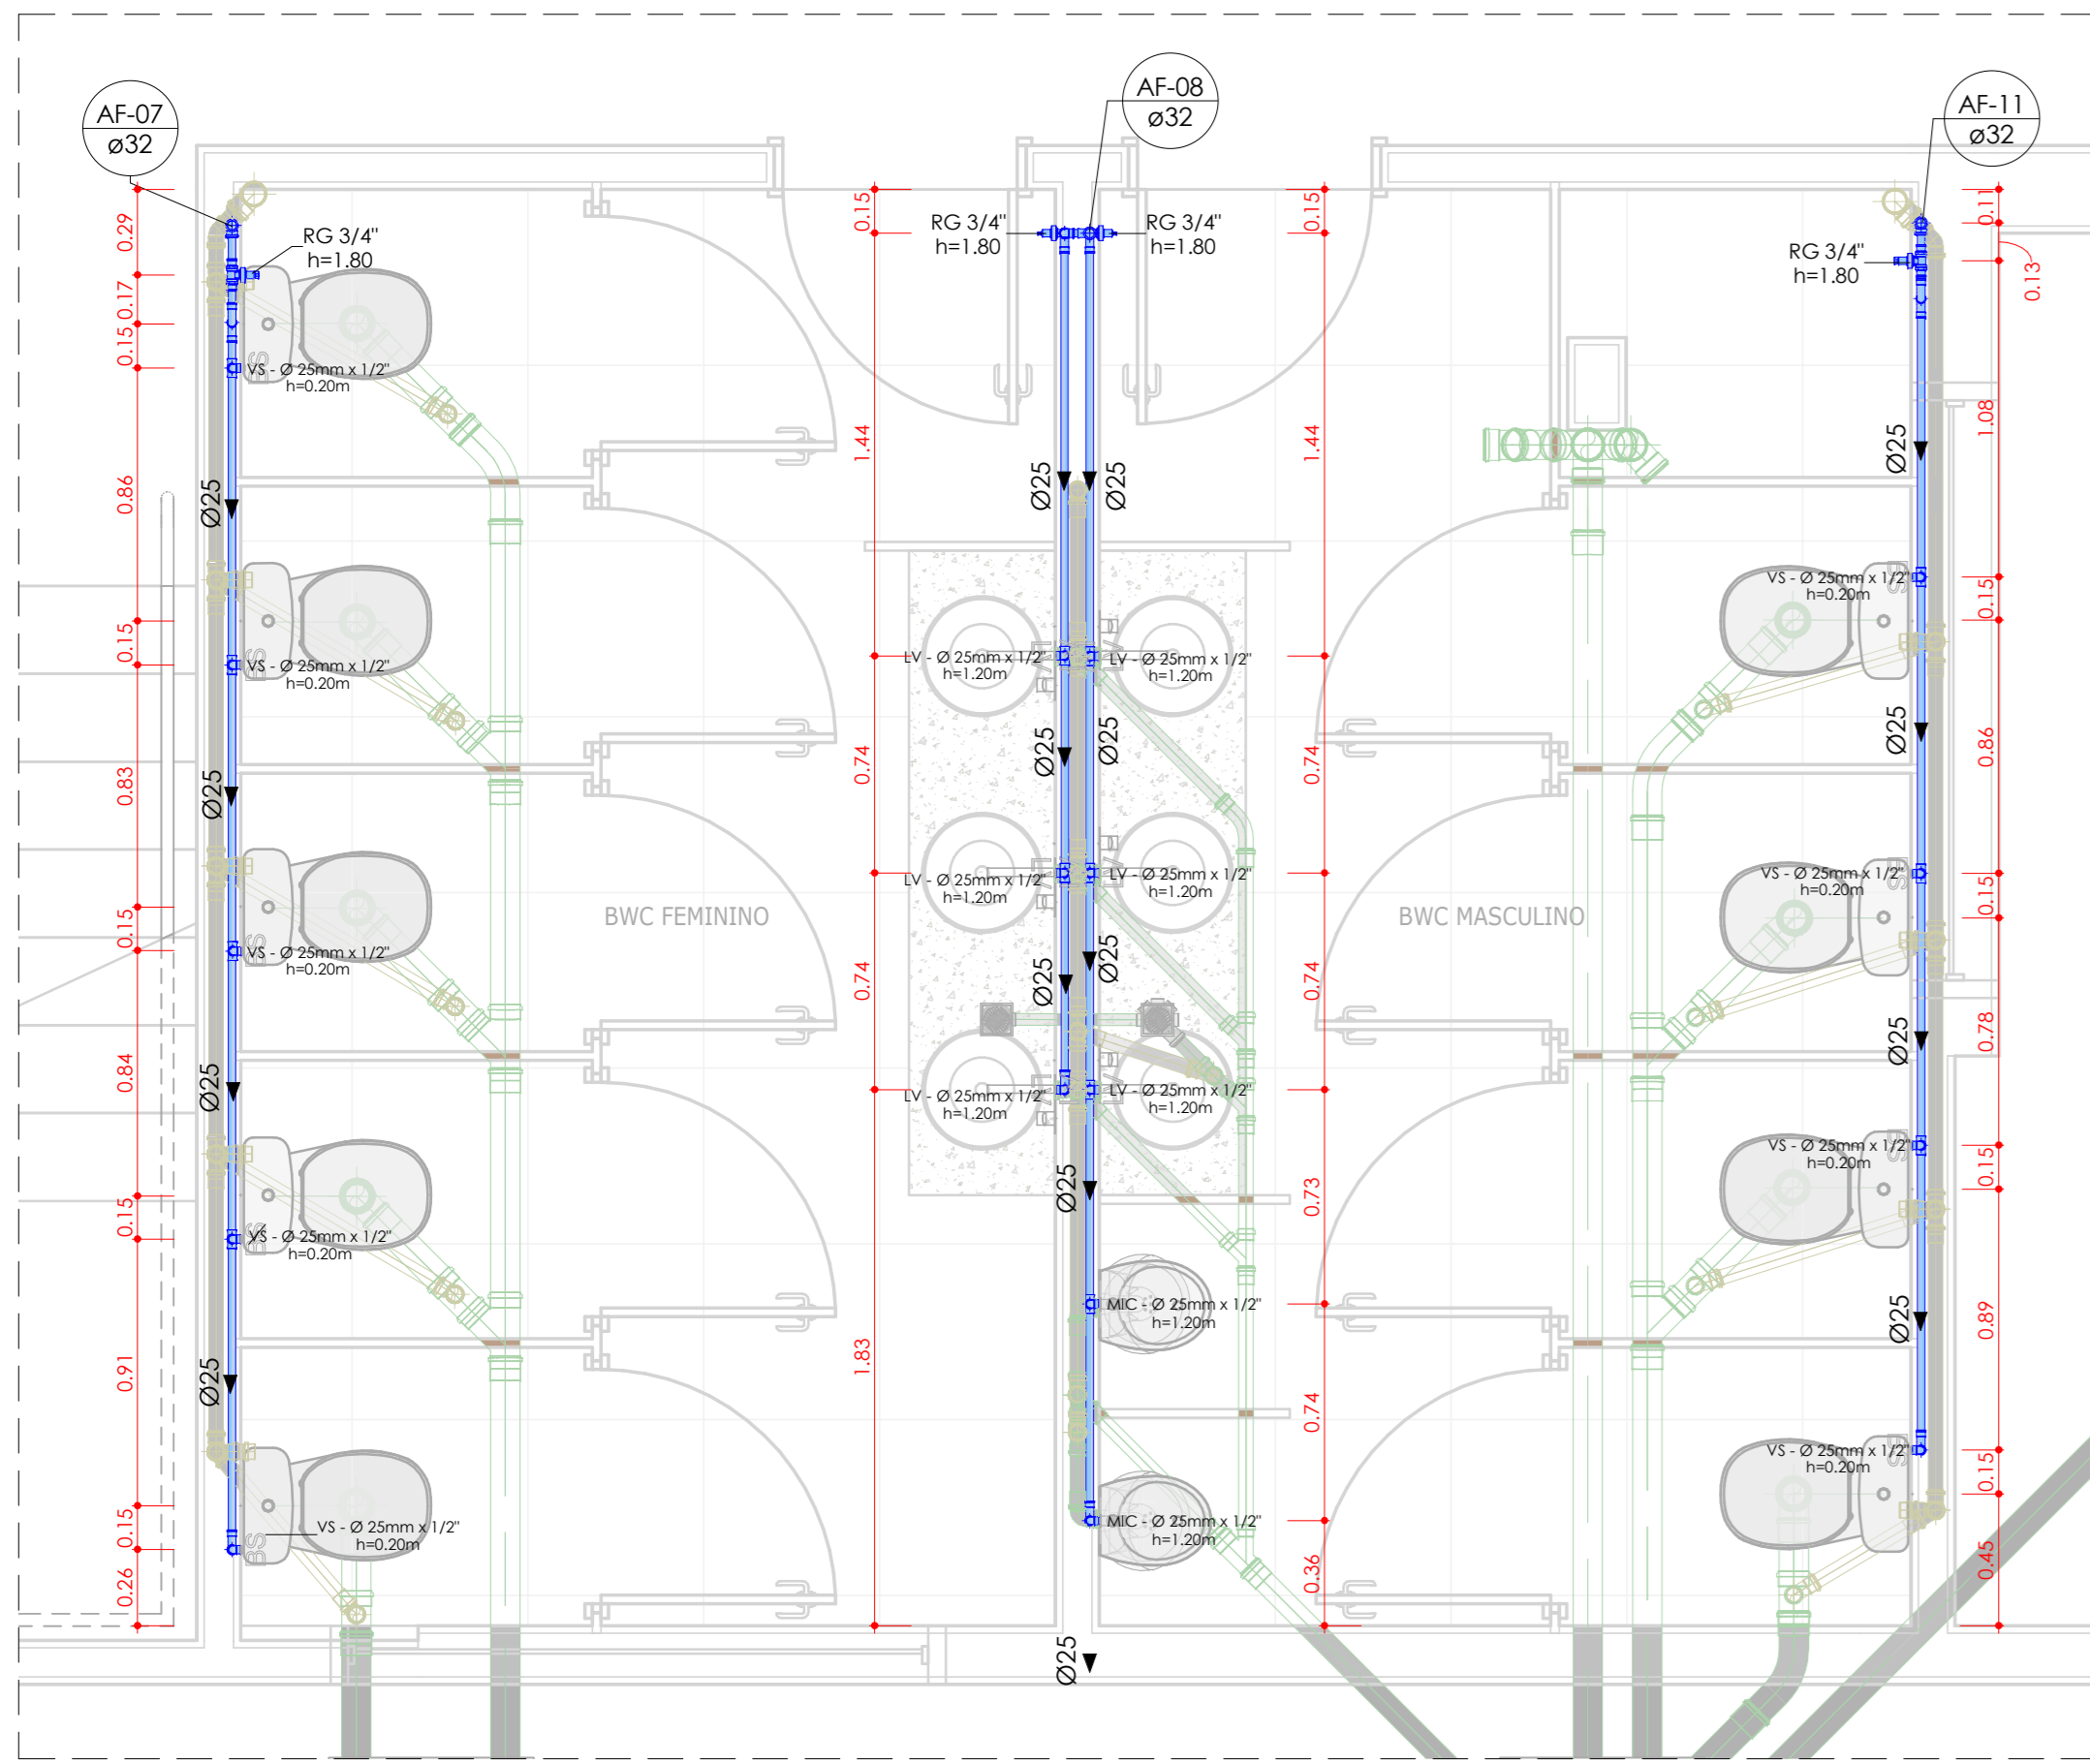 AF-07
ø32
AF-08
ø32
AF-11
ø32
RG 3/4"
h=1.80
RG 3/4"
h=1.80
RG 3/4"
h=1.80
RG 3/4"
h=1.80
0.29
0.17
0.15
0.86
0.15
0.83
0.15
0.84
0.15
0.91
0.15
0.26
VS - Ø 25mm x 1/2"
h=0.20m
VS - Ø 25mm x 1/2"
h=0.20m
VS - Ø 25mm x 1/2"
h=0.20m
VS - Ø 25mm x 1/2"
h=0.20m
VS - Ø 25mm x 1/2"
h=0.20m
Ø25
Ø25
Ø25
Ø25
BS
BS
BS
BS
BS
BWC FEMININO
0.15
1.44
0.74
0.74
1.83
Ø25
Ø25
Ø25
Ø25
Ø25
Ø25
Ø25
Ø25
LV - Ø 25mm x 1/2"
h=1.20m
LV - Ø 25mm x 1/2"
h=1.20m
LV - Ø 25mm x 1/2"
h=1.20m
LV - Ø 25mm x 1/2"
h=1.20m
LV - Ø 25mm x 1/2"
h=1.20m
LV - Ø 25mm x 1/2"
h=1.20m
MIC - Ø 25mm x 1/2"
h=1.20m
MIC - Ø 25mm x 1/2"
h=1.20m
0.15
1.44
0.74
0.74
0.73
0.74
0.36
BWC MASCULINO
VS - Ø 25mm x 1/2"
h=0.20m
VS - Ø 25mm x 1/2"
h=0.20m
VS - Ø 25mm x 1/2"
h=0.20m
VS - Ø 25mm x 1/2"
h=0.20m
Ø25
Ø25
Ø25
Ø25
0.11
0.13
1.08
0.15
0.86
0.15
0.78
0.15
0.89
0.15
0.45